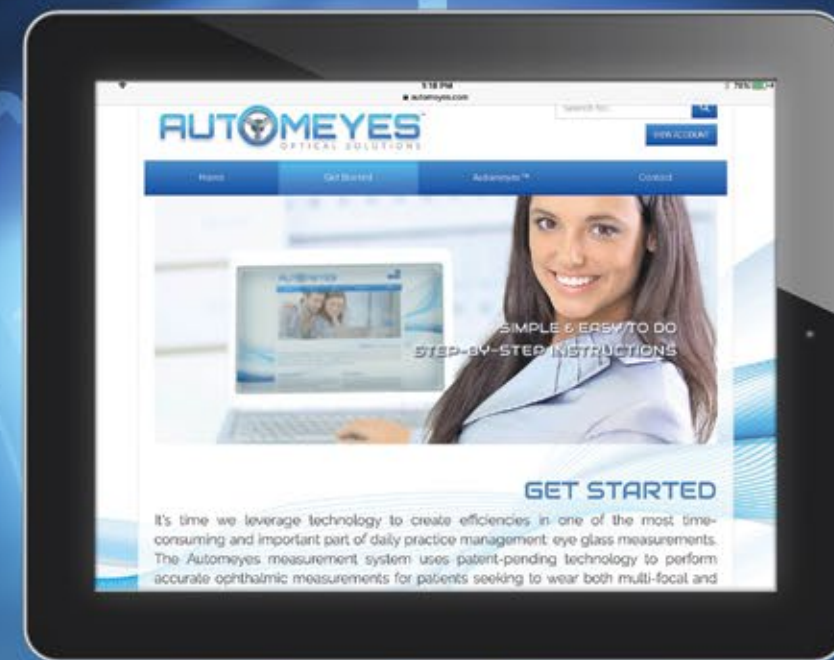 5:18 PM
76%
automeyes.com
Search for...
AUTOMEYES™
OPTICAL SOLUTIONS
VIEW ACCOUNT
Home Get Started Automeyes™ Contact
AUTOMEYES
SIMPLE & EASY TO DO
STEP-BY-STEP INSTRUCTIONS
GET STARTED
It's time we leverage technology to create efficiencies in one of the most time-
consuming and important part of daily practice management: eye glass measurements.
The Automeyes measurement system uses patent-pending technology to perform
accurate ophthalmic measurements for patients seeking to wear both multi-focal and